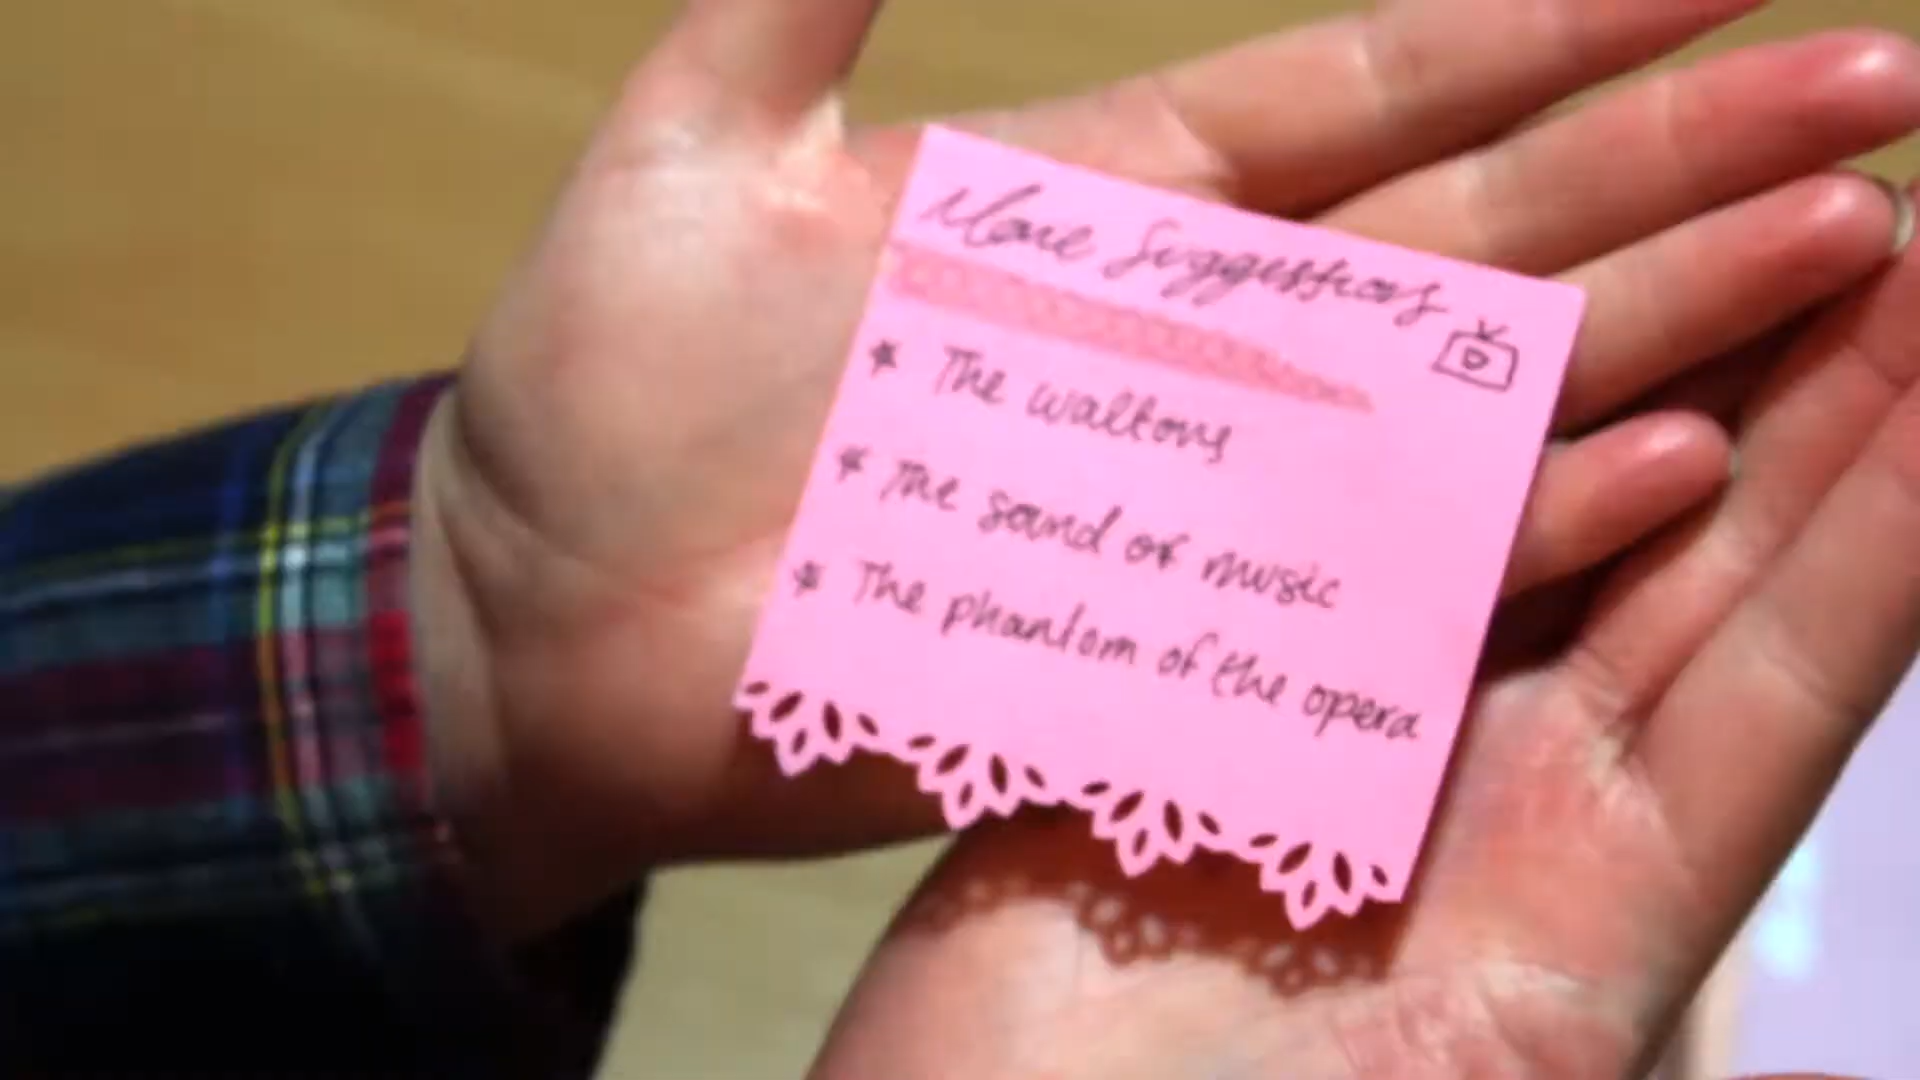 More Suggestions
* The waltons
* The sound of music
* The phantom of the opera